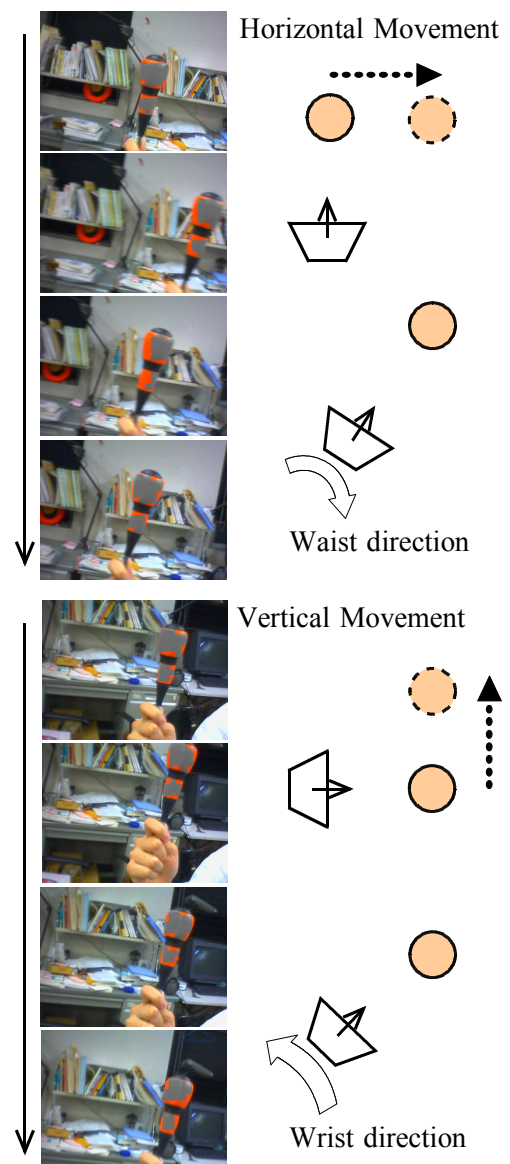 Horizontal Movement
Waist direction
Vertical Movement
Wrist direction